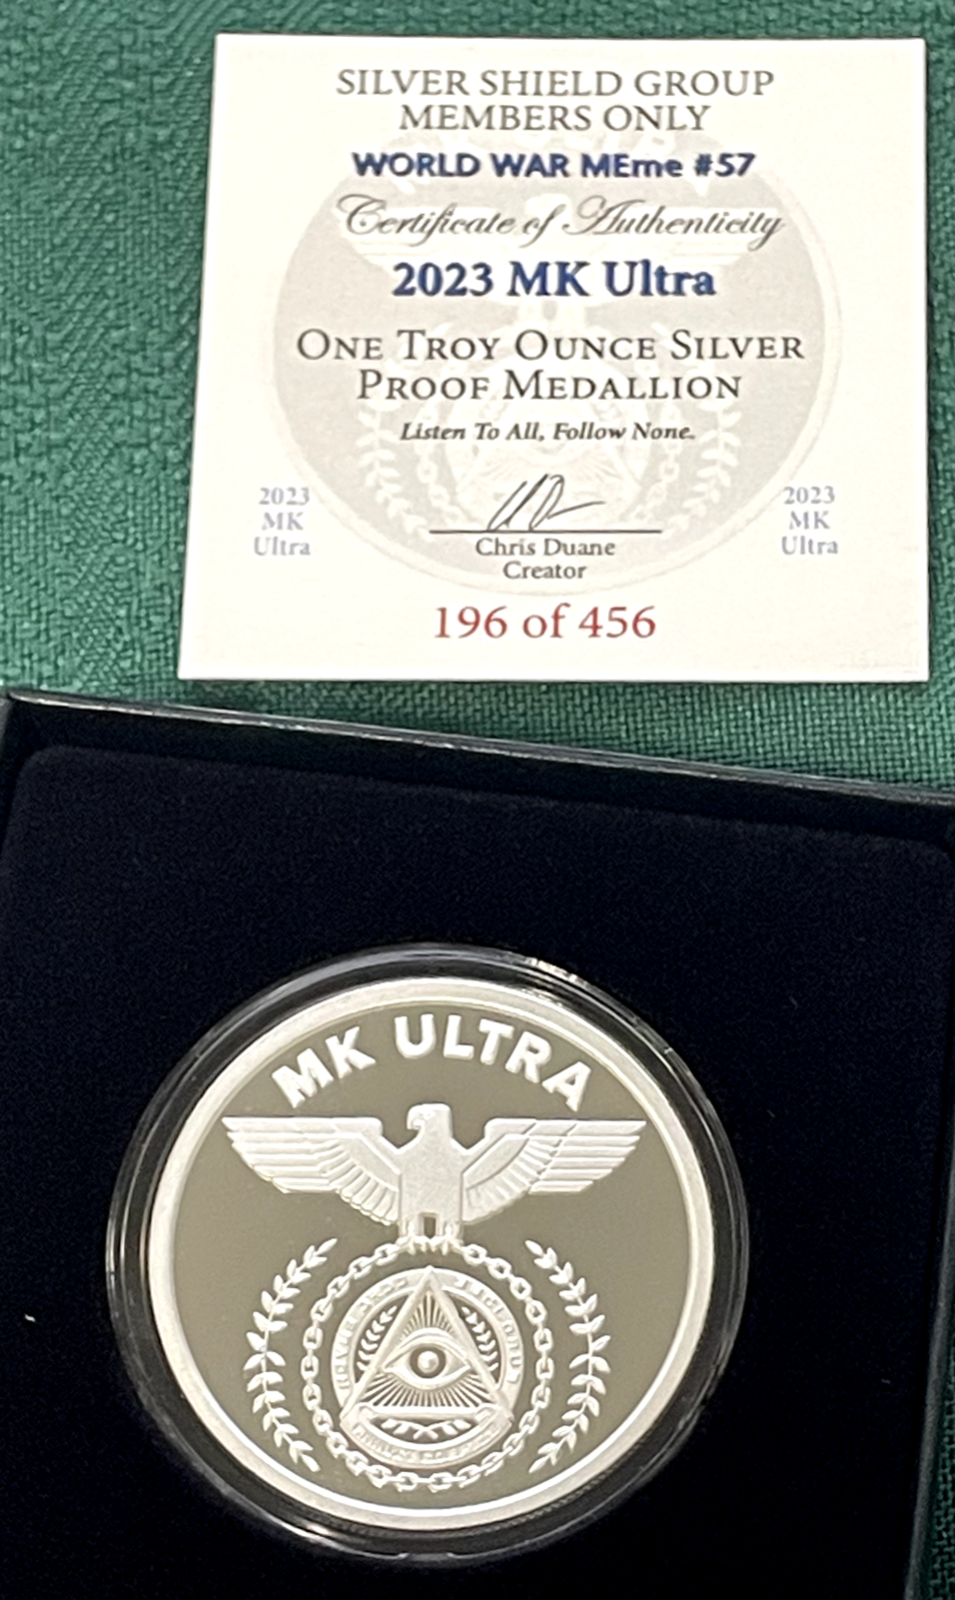 SILVER SHIELD GROUP
MEMBERS ONLY
WORLD WAR MEme #57
Certificate of Authenticity
2023 MK Ultra
ONE TROY OUNCE SILVER
PROOF MEDALLION
Listen To All, Follow None.
2023
MK
Ultra
2023
MK
Ultra
Chris Duane
Creator
196 of 456
MK ULTRA